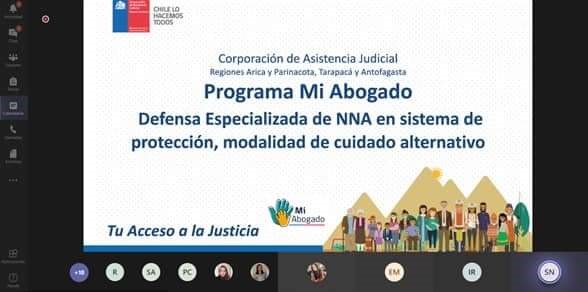 CHILE LO
HACEMOS
TODOS
Corporación de Asistencia Judicial
Regiones Arica y Parinacota, Tarapacá y Antofagasta
Programa Mi Abogado
Defensa Especializada de NNA en sistema de
protección, modalidad de cuidado alternativo
Mi
Abogado
Tu Acceso a la Justicia
+18
R
SA
PC
EM
IR
SN